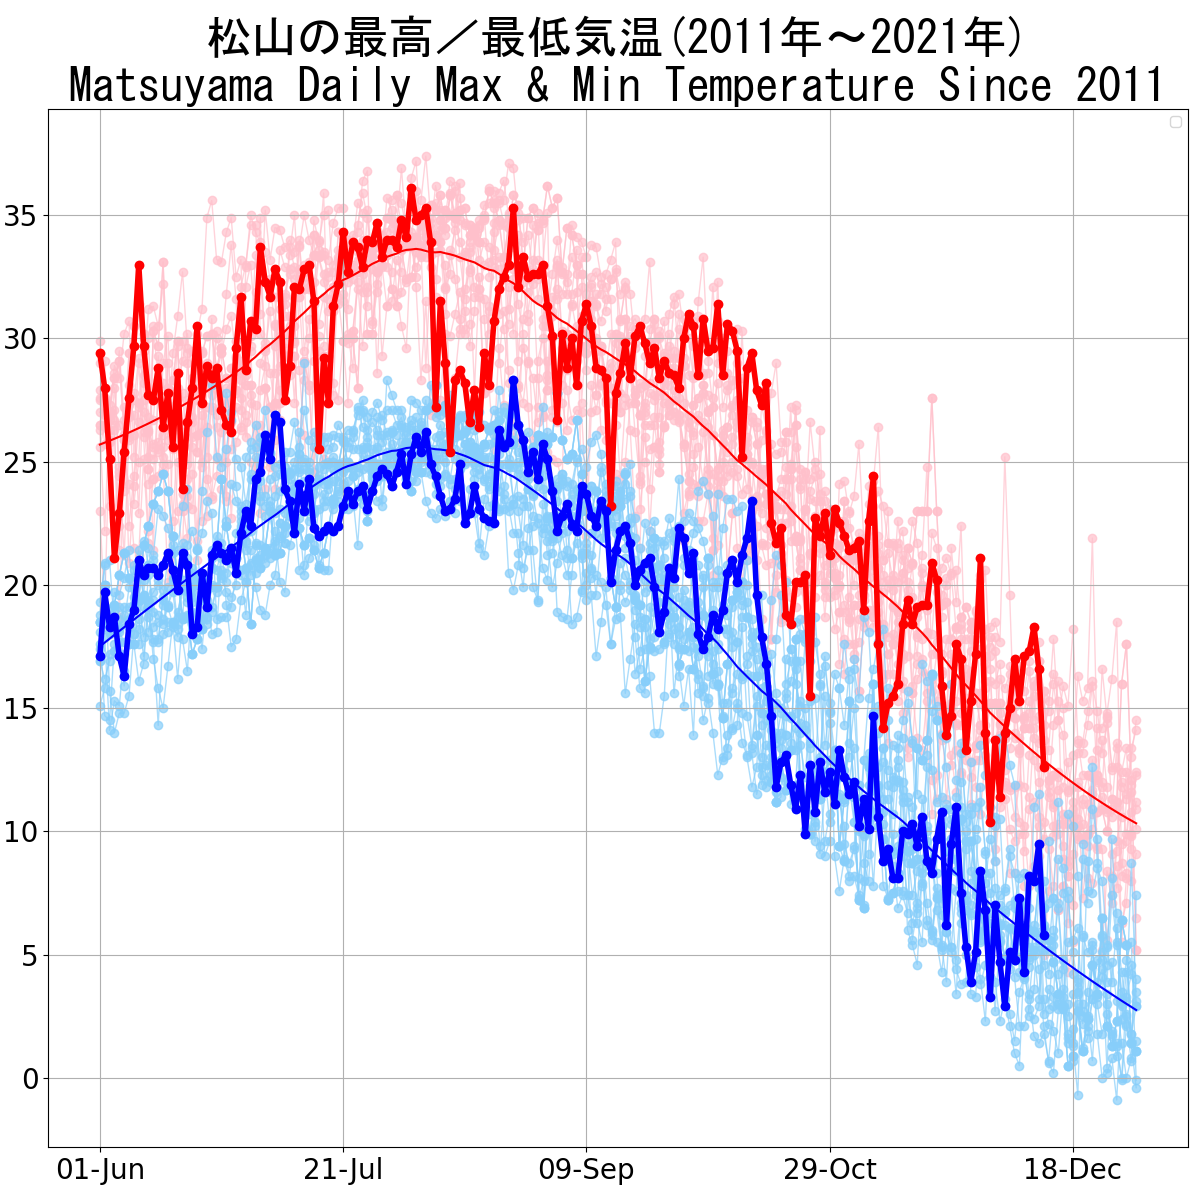 松山の最高／最低気温(2011年～2021年)
Matsuyama Daily Max & Min Temperature Since 2011
35
30
25
20
15
10
5
0
01-Jun 21-Jul 09-Sep 29-Oct 18-Dec